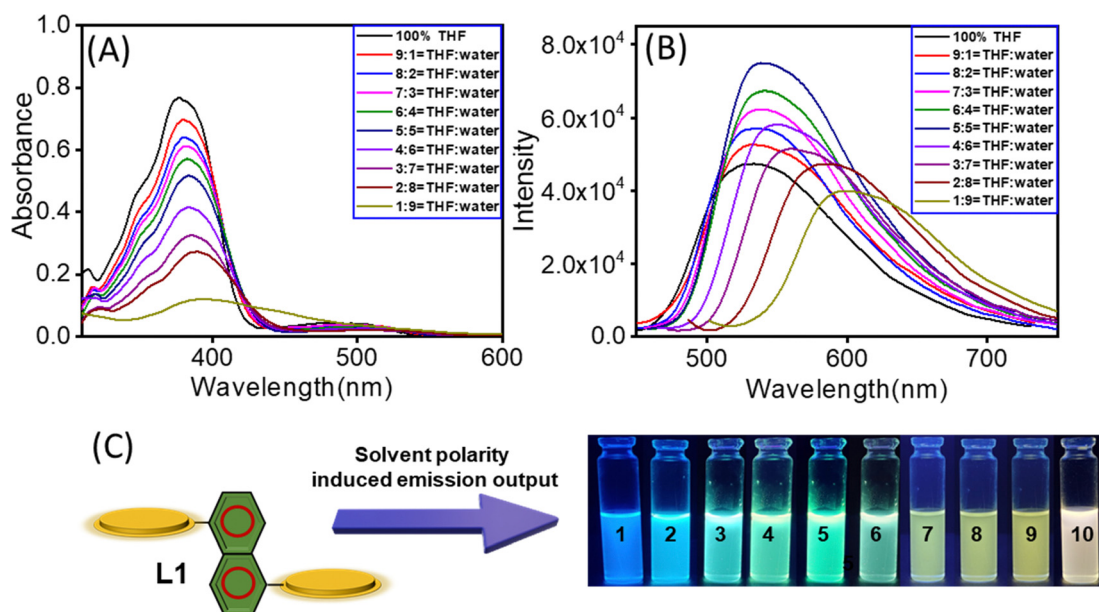 (A)
1.0
0.8
0.6
0.4
0.2
0.0
Absorbance
400
500
600
Wavelength(nm)
100% THF
9:1=THF:water
8:2=THF:water
7:3=THF:water
6:4=THF:water
5:5=THF:water
4:6=THF:water
3:7=THF:water
2:8=THF:water
1:9=THF:water
(B)
8.0x10⁴
6.0x10⁴
4.0x10⁴
2.0x10⁴
0.0
Intensity
500
600
700
Wavelength(nm)
100% THF
9:1=THF:water
8:2=THF:water
7:3=THF:water
6:4=THF:water
5:5=THF:water
4:6=THF:water
3:7=THF:water
2:8=THF:water
1:9=THF:water
(C)
L1
Solvent polarity
induced emission output
1 2 3 4 5 6 7 8 9 10